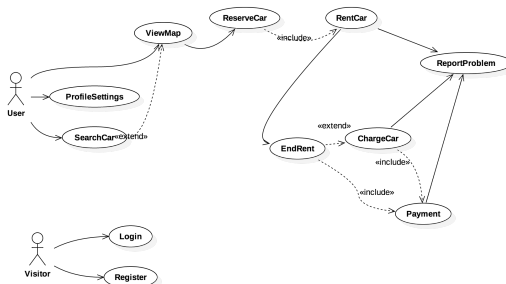 ReserveCar
RentCar
ViewMap
«include»
ReportProblem
User
ProfileSettings
SearchCar
«extend»
«extend»
ChargeCar
EndRent
«include»
«include»
Payment
Visitor
Login
Register